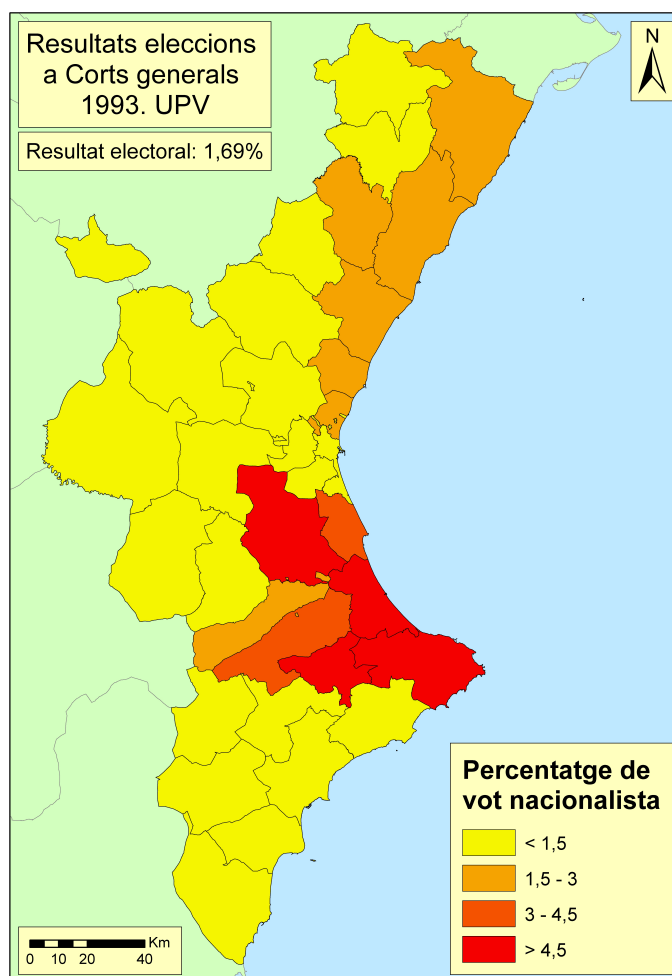 Resultats eleccions
a Corts generals
1993. UPV
Resultat electoral: 1,69%
N
Percentatge de
vot nacionalista
< 1,5
1,5 - 3
3 - 4,5
> 4,5
Km
0 10 20 40